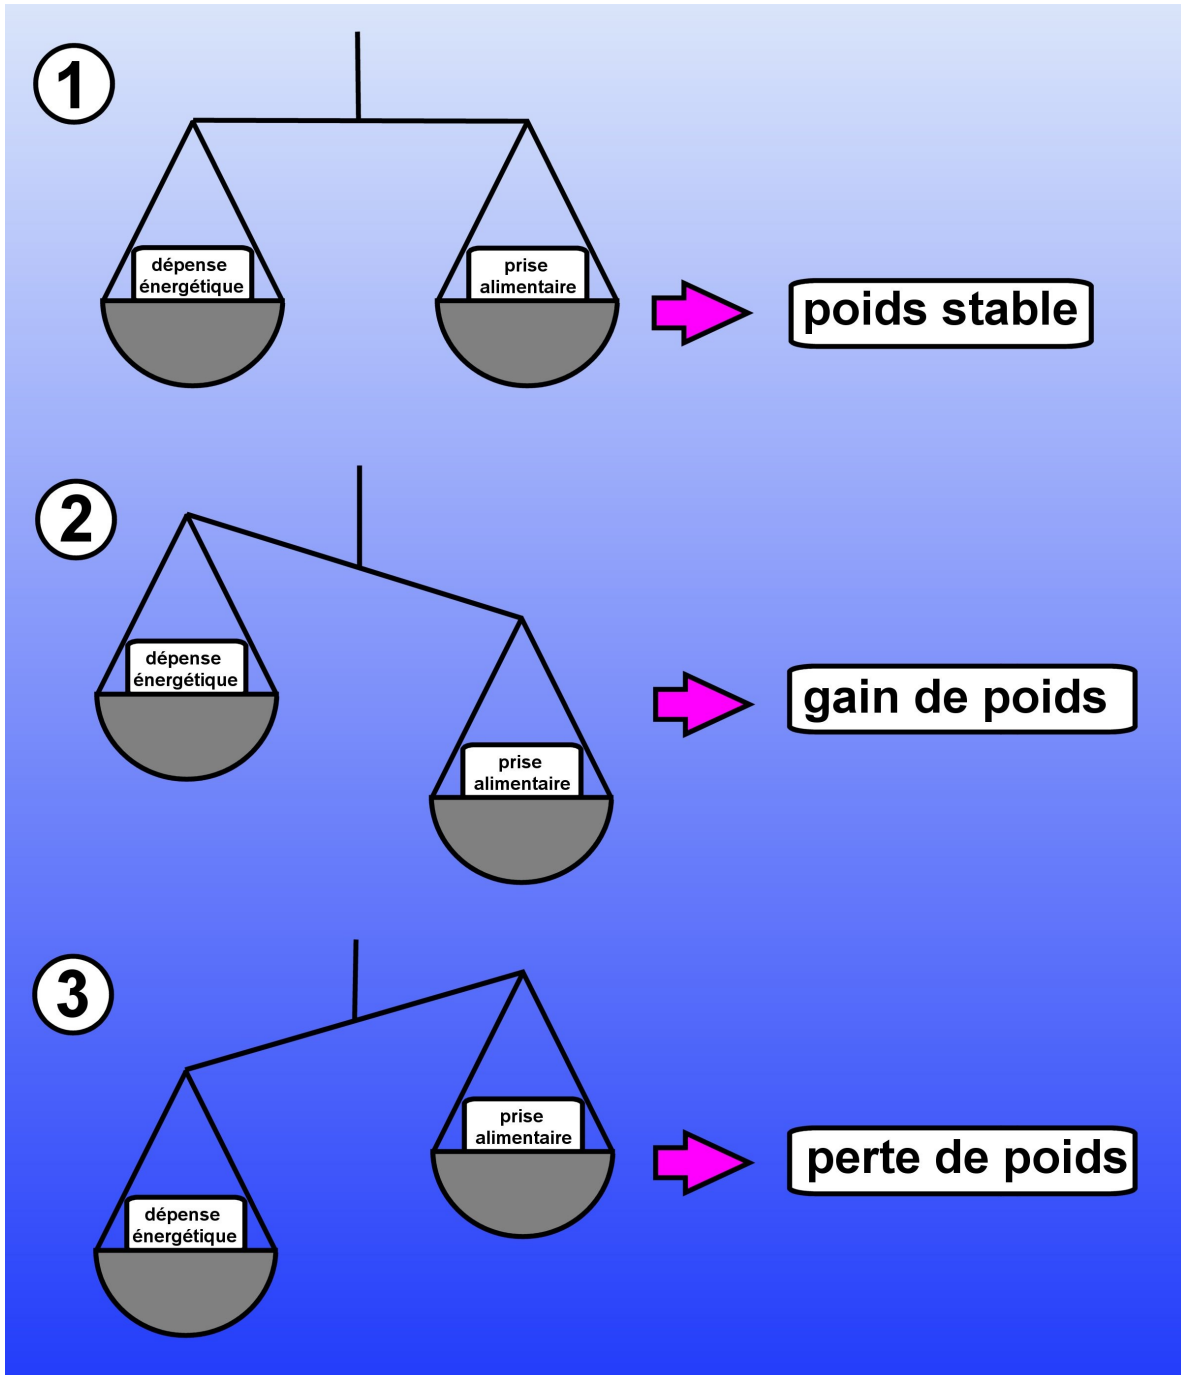 1
dépense
énergétique
prise
alimentaire
poids stable
2
dépense
énergétique
prise
alimentaire
gain de poids
3
prise
alimentaire
perte de poids
dépense
énergétique